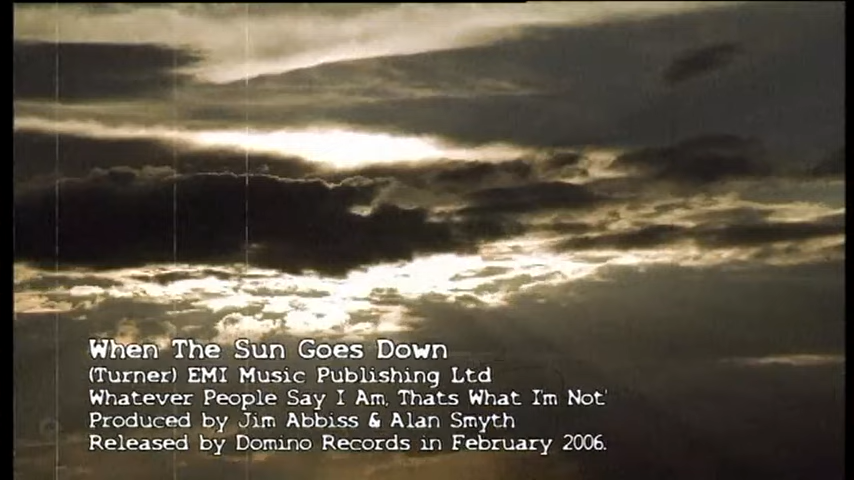 When The Sun Goes Down
(Turner) EMI Music Publishing Ltd
Whatever People Say I Am, Thats What I'm Not'
Produced by Jim Abbiss & Alan Smyth
Released by Domino Records in February 2006.